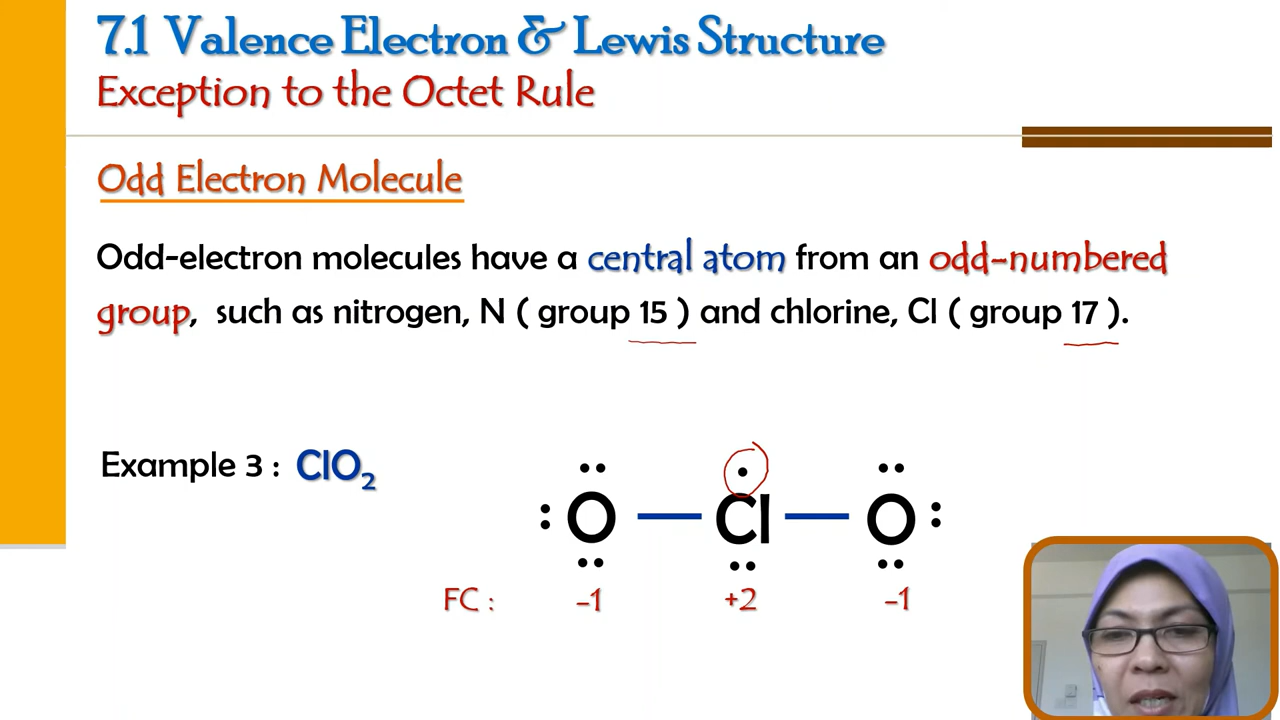 7.1 Valence Electron & Lewis Structure
Exception to the Octet Rule
Odd Electron Molecule
Odd-electron molecules have a central atom from an odd-numbered
group, such as nitrogen, N ( group 15 ) and chlorine, Cl ( group 17 ).
Example 3 : ClO₂
O — Cl — O
FC : -1 +2 -1